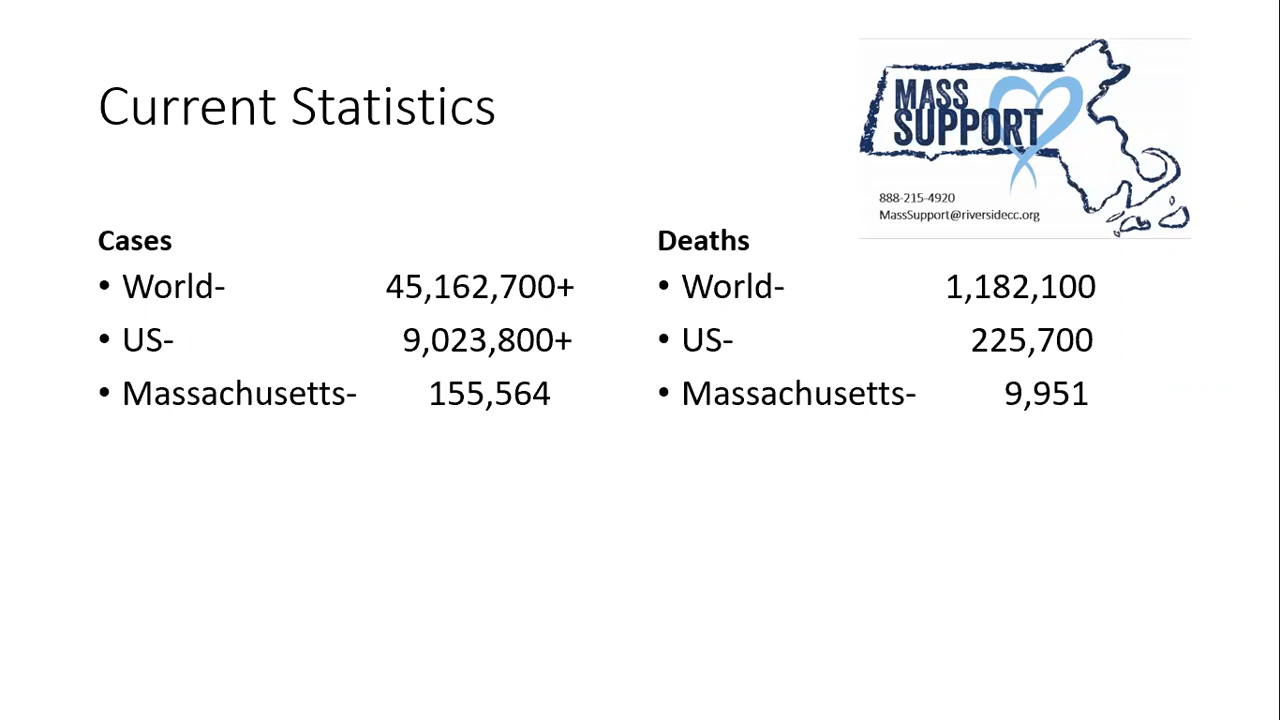 Current Statistics
MASS
SUPPORT
888-215-4920
MassSupport@riversidecc.org
Cases
• World- 45,162,700+
• US- 9,023,800+
• Massachusetts- 155,564
Deaths
• World- 1,182,100
• US- 225,700
• Massachusetts- 9,951